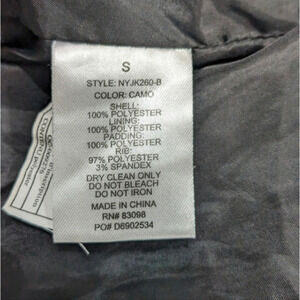 S
STYLE: NYJK260-B
COLOR: CAMO
SHELL:
100% POLYESTER
LINING:
100% POLYESTER
PADDING:
100% POLYESTER
RIB:
97% POLYESTER
3% SPANDEX
DRY CLEAN ONLY
DO NOT BLEACH
DO NOT IRON
MADE IN CHINA
RN# 83098
PO# D6902534